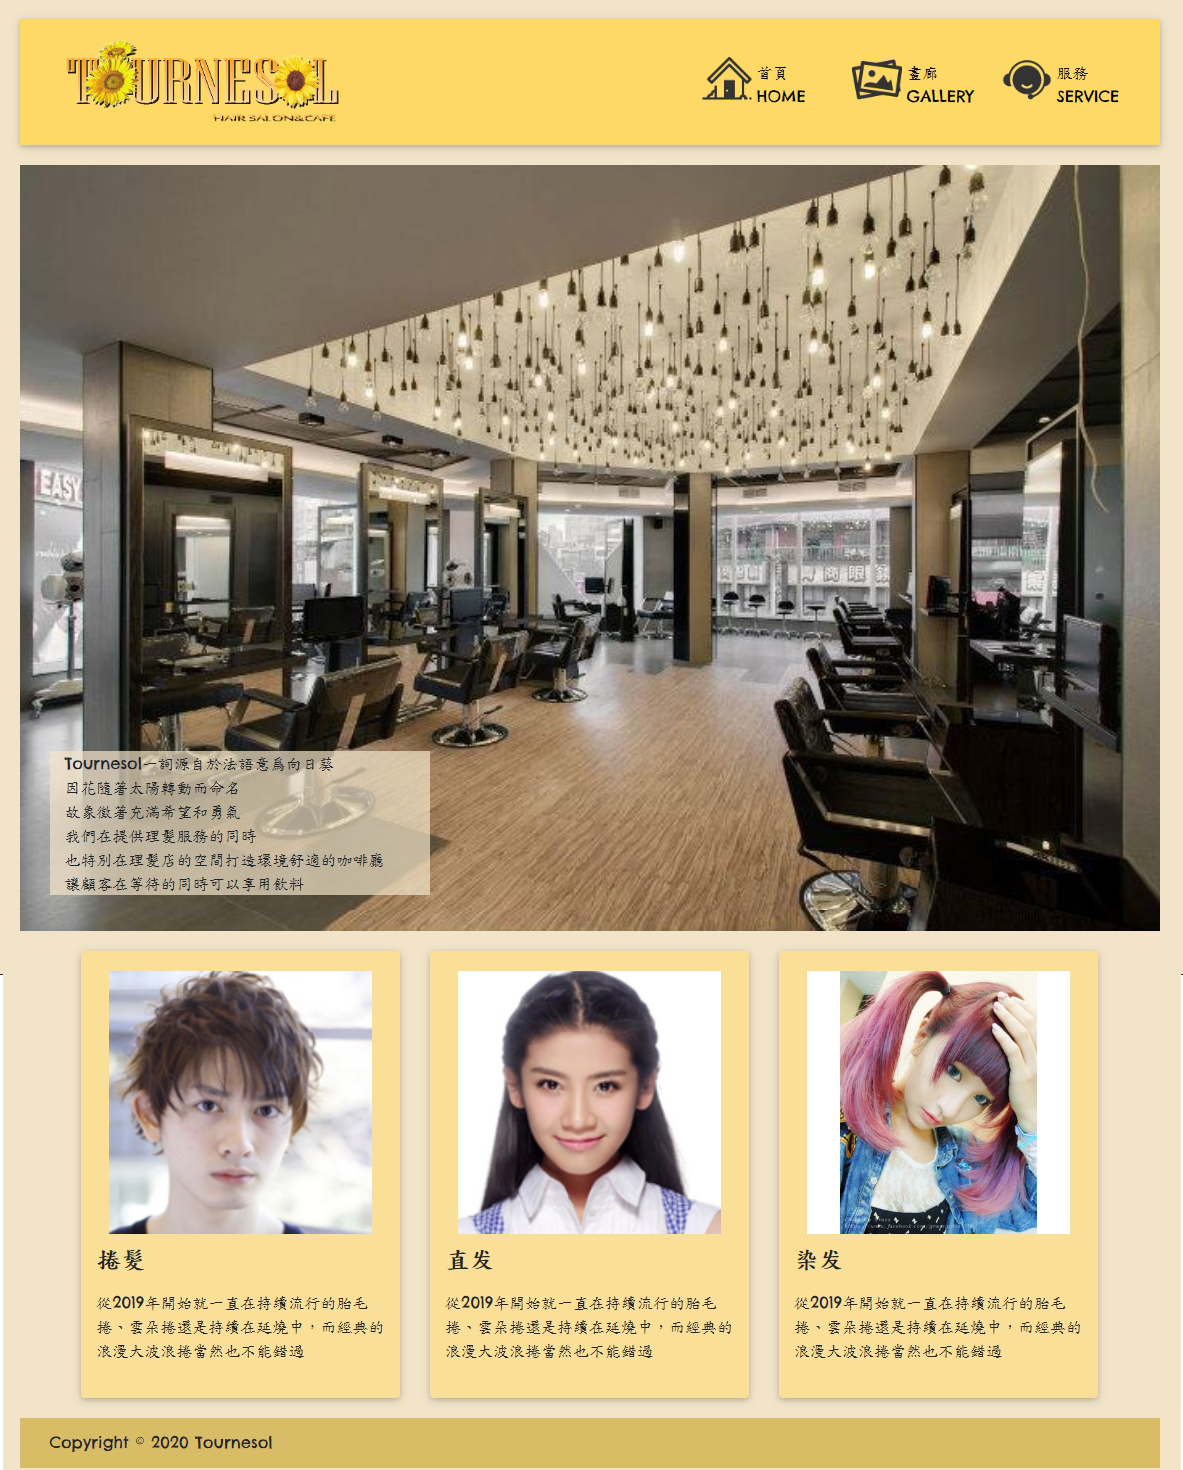 TOURNESOL
HAIR SALON&CAFE
首頁
HOME
畫廊
GALLERY
服務
SERVICE
EASY
Tournesol一詞源自於法語意為向日葵
因花隨著太陽轉動而命名
故象徵著充滿希望和勇氣
我們在提供理髮服務的同時
也特別在理髮店的空間打造環境舒適的咖啡廳
讓顧客在等待的同時可以享用飲料
捲髮
從2019年開始就一直在持續流行的胎毛
捲、雲朵捲還是持續在延燒中，而經典的
浪漫大波浪捲當然也不能錯過
直发
從2019年開始就一直在持續流行的胎毛
捲、雲朵捲還是持續在延燒中，而經典的
浪漫大波浪捲當然也不能錯過
染发
從2019年開始就一直在持續流行的胎毛
捲、雲朵捲還是持續在延燒中，而經典的
浪漫大波浪捲當然也不能錯過
Copyright © 2020 Tournesol